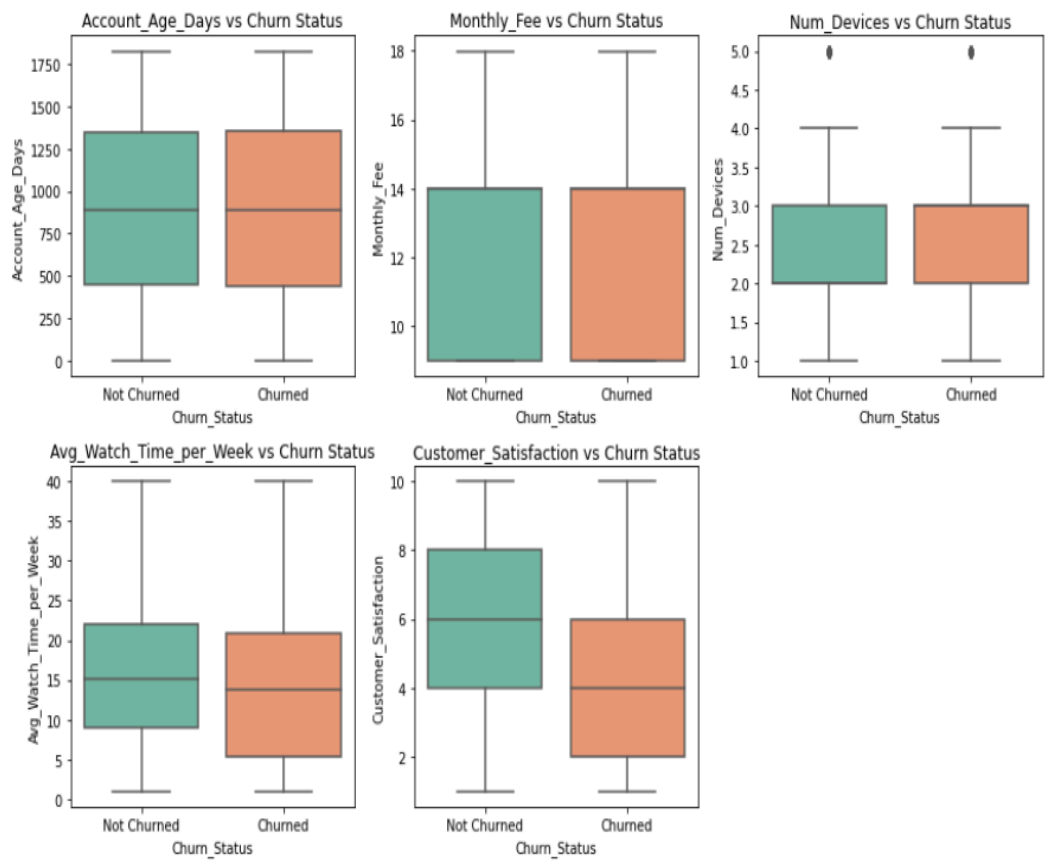 Account_Age_Days vs Churn Status
Account_Age_Days
1750
1500
1250
1000
750
500
250
0
Not Churned
Churned
Churn_Status
Monthly_Fee vs Churn Status
Monthly_Fee
18
16
14
12
10
Not Churned
Churned
Churn_Status
Num_Devices vs Churn Status
Num_Devices
5.0
4.5
4.0
3.5
3.0
2.5
2.0
1.5
1.0
Not Churned
Churned
Churn_Status
Avg_Watch_Time_per_Week vs Churn Status
Avg_Watch_Time_per_Week
40
35
30
25
20
15
10
5
0
Not Churned
Churned
Churn_Status
Customer_Satisfaction vs Churn Status
Customer_Satisfaction
10
8
6
4
2
Not Churned
Churned
Churn_Status